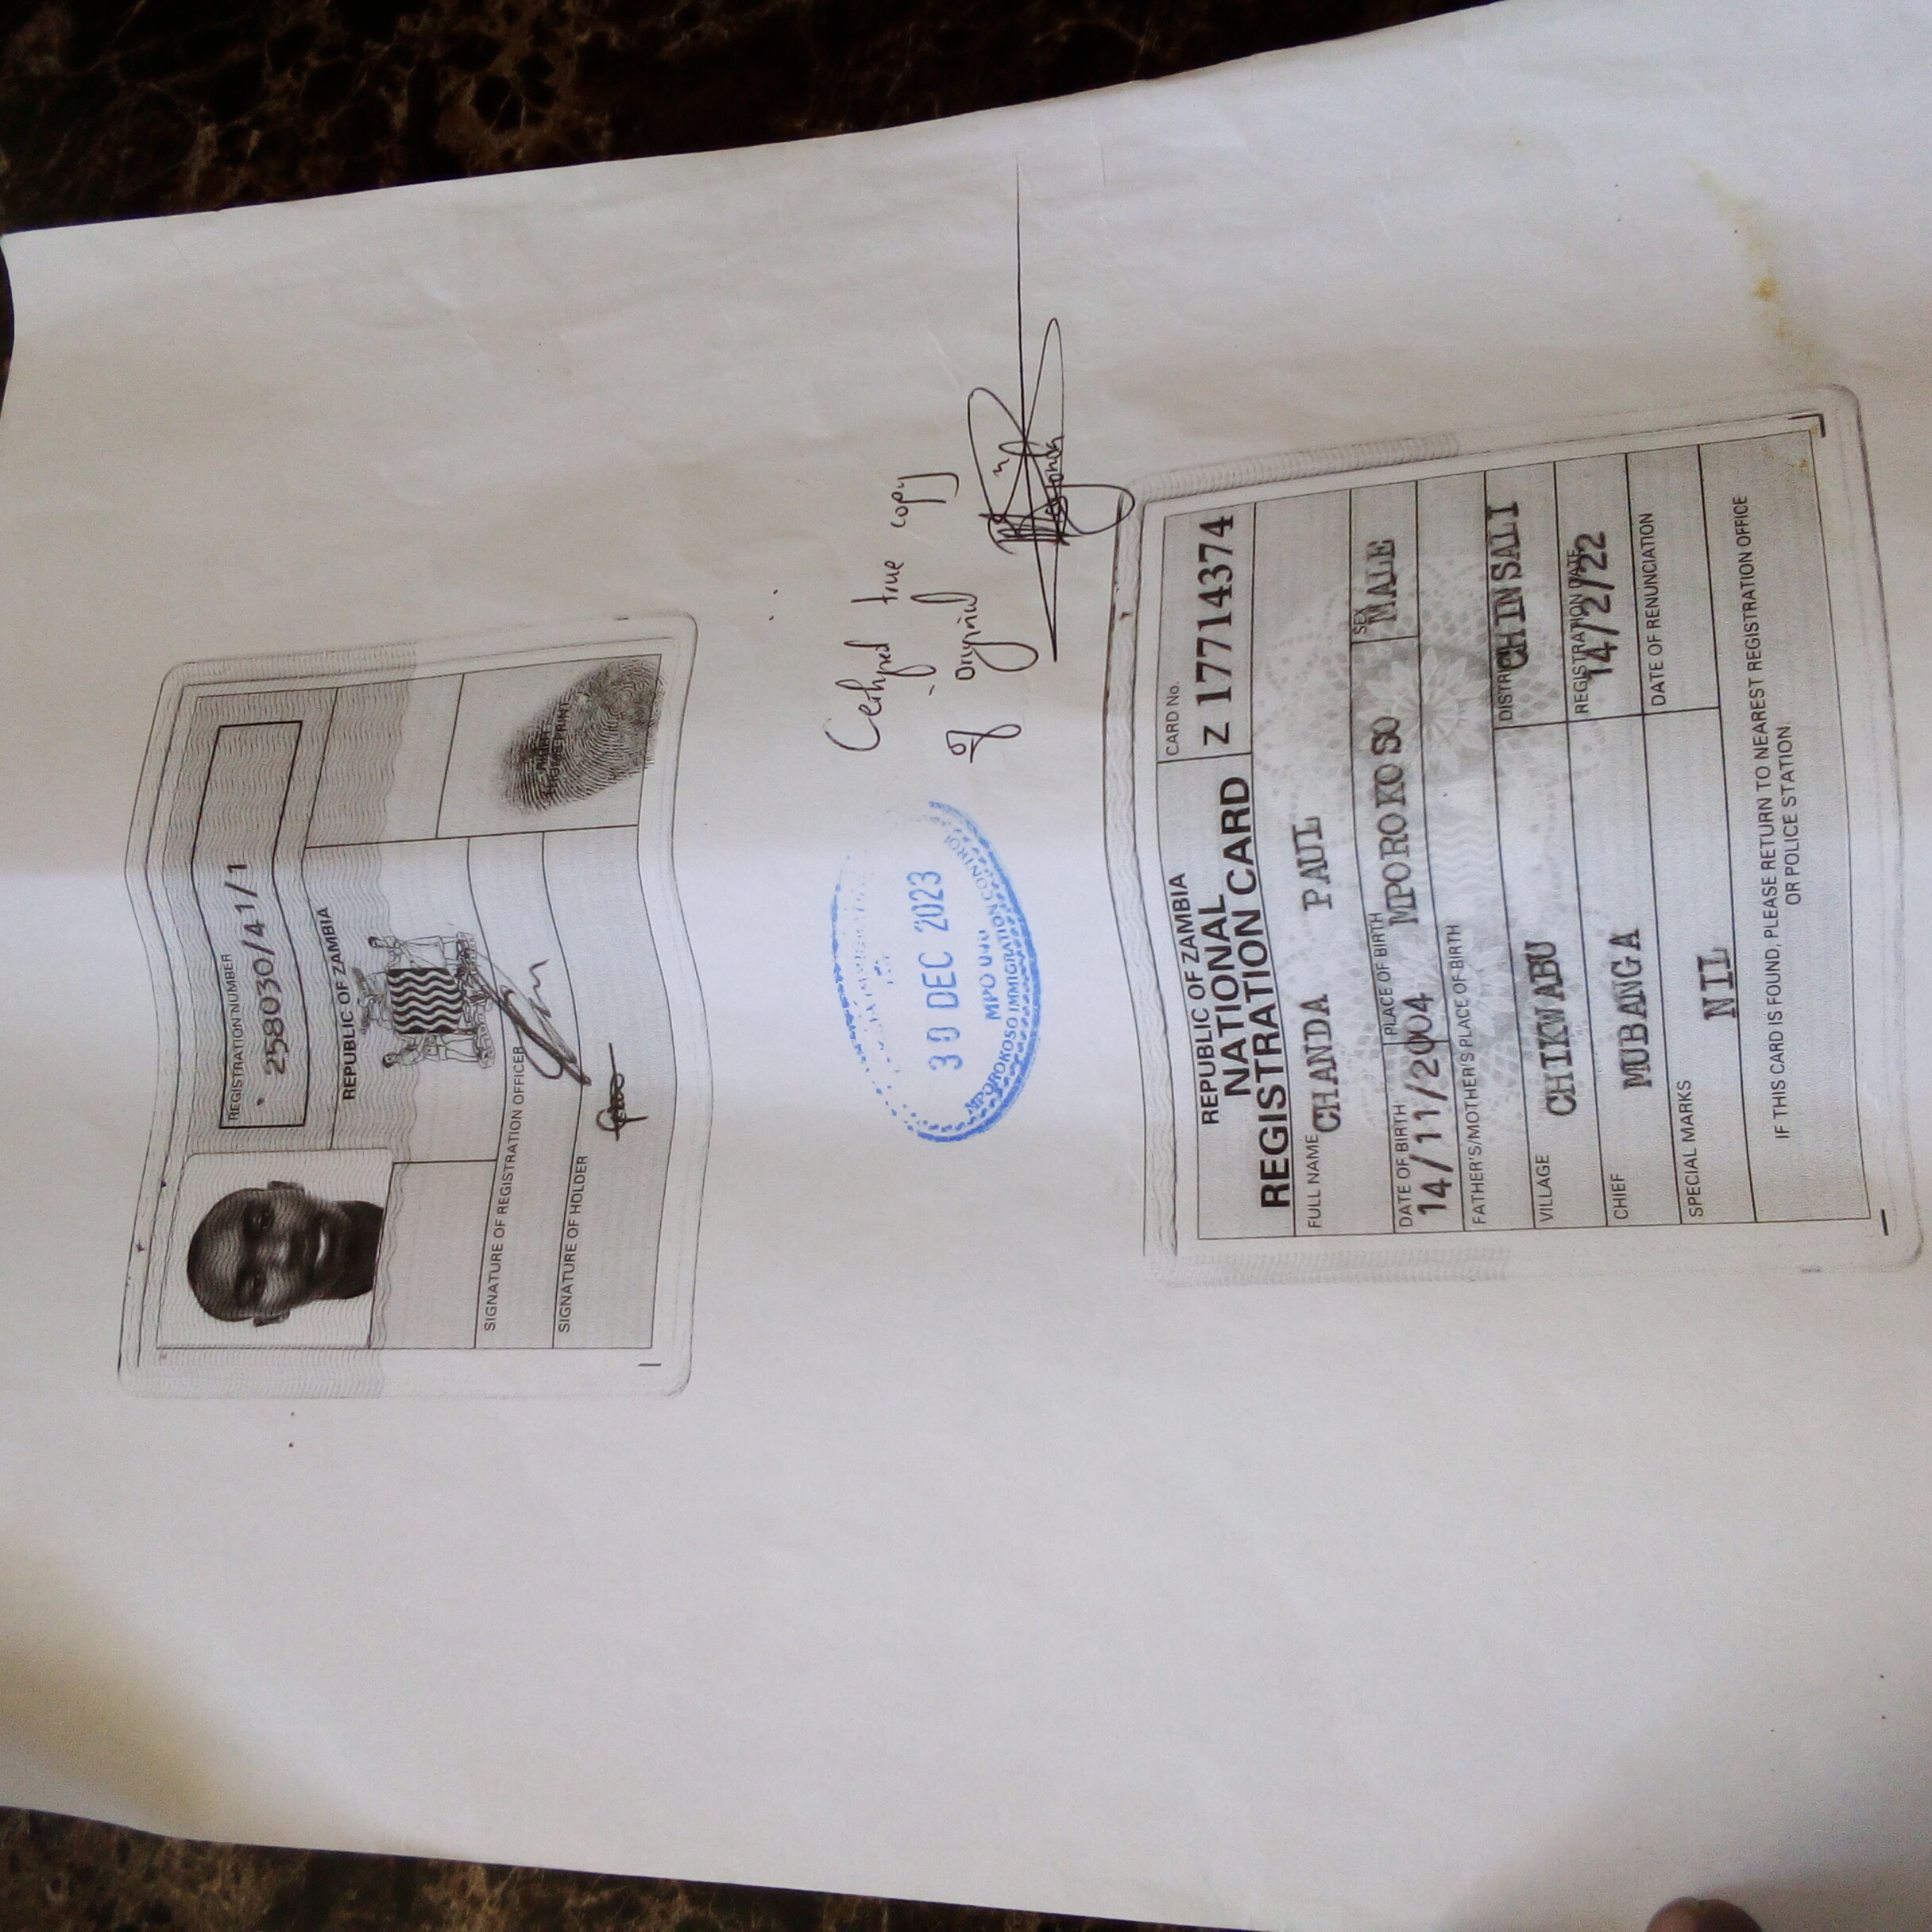 REGISTRATION NUMBER
258030/41/1
REPUBLIC OF ZAMBIA
THUMBPRINT
SIGNATURE OF REGISTRATION OFFICER
SIGNATURE OF HOLDER
Certified true copy
of original
30 DEC 2023
MPOROKOSO IMMIGRATION CONTROL
REPUBLIC OF ZAMBIA
NATIONAL
REGISTRATION CARD
CARD No.
Z 17714374
FULL NAME
CHANDA PAUL
DATE OF BIRTH
14/11/2004
PLACE OF BIRTH
MPOROKOSO
SEX
MALE
FATHER'S/MOTHER'S PLACE OF BIRTH
VILLAGE
CHIKWABU
DISTRICT
CHINSALI
CHIEF
MUBANGA
REGISTRATION DATE
14/2/22
SPECIAL MARKS
NIL
DATE OF RENUNCIATION
IF THIS CARD IS FOUND, PLEASE RETURN TO NEAREST REGISTRATION OFFICE
OR POLICE STATION